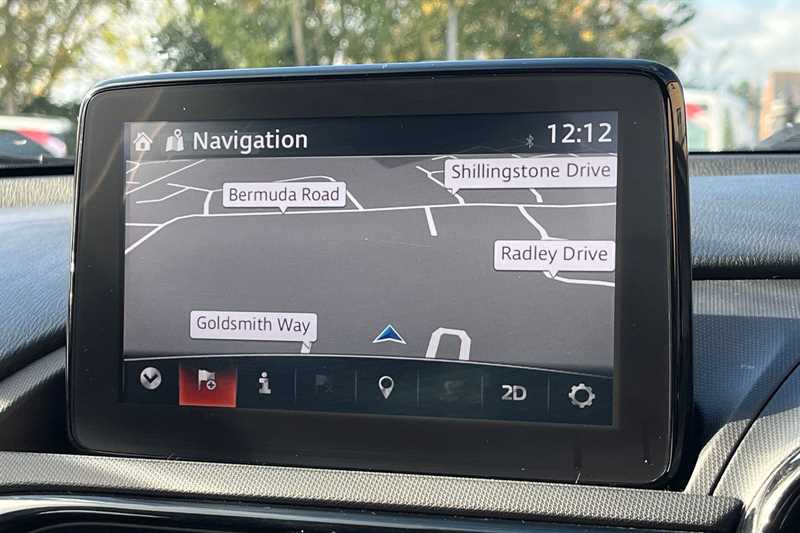 Navigation
12:12
Shillingstone Drive
Bermuda Road
Radley Drive
Goldsmith Way
i
2D